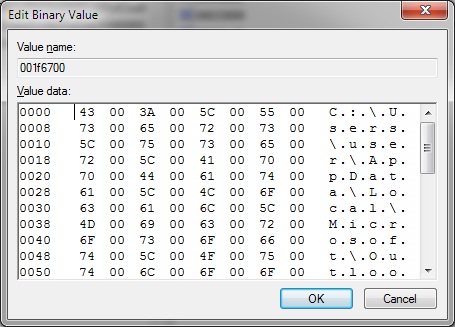 Edit Binary Value
Value name:
001f6700
Value data:
0000 43 00 3A 00 5C 00 55 00 C.:.\.U.
0008 73 00 65 00 72 00 73 00 s.e.r.s.
0010 5C 00 75 00 73 00 65 00 \.u.s.e.
0018 72 00 5C 00 41 00 70 00 r.\.A.p.
0020 70 00 44 00 61 00 74 00 p.D.a.t.
0028 61 00 5C 00 4C 00 6F 00 a.\.L.o.
0030 63 00 61 00 6C 00 5C 00 c.a.l.\.
0038 4D 00 69 00 63 00 72 00 M.i.c.r.
0040 6F 00 73 00 6F 00 66 00 o.s.o.f.
0048 74 00 5C 00 4F 00 75 00 t.\.O.u.
0050 74 00 6C 00 6F 00 6F 00 t.l.o.o.
OK Cancel